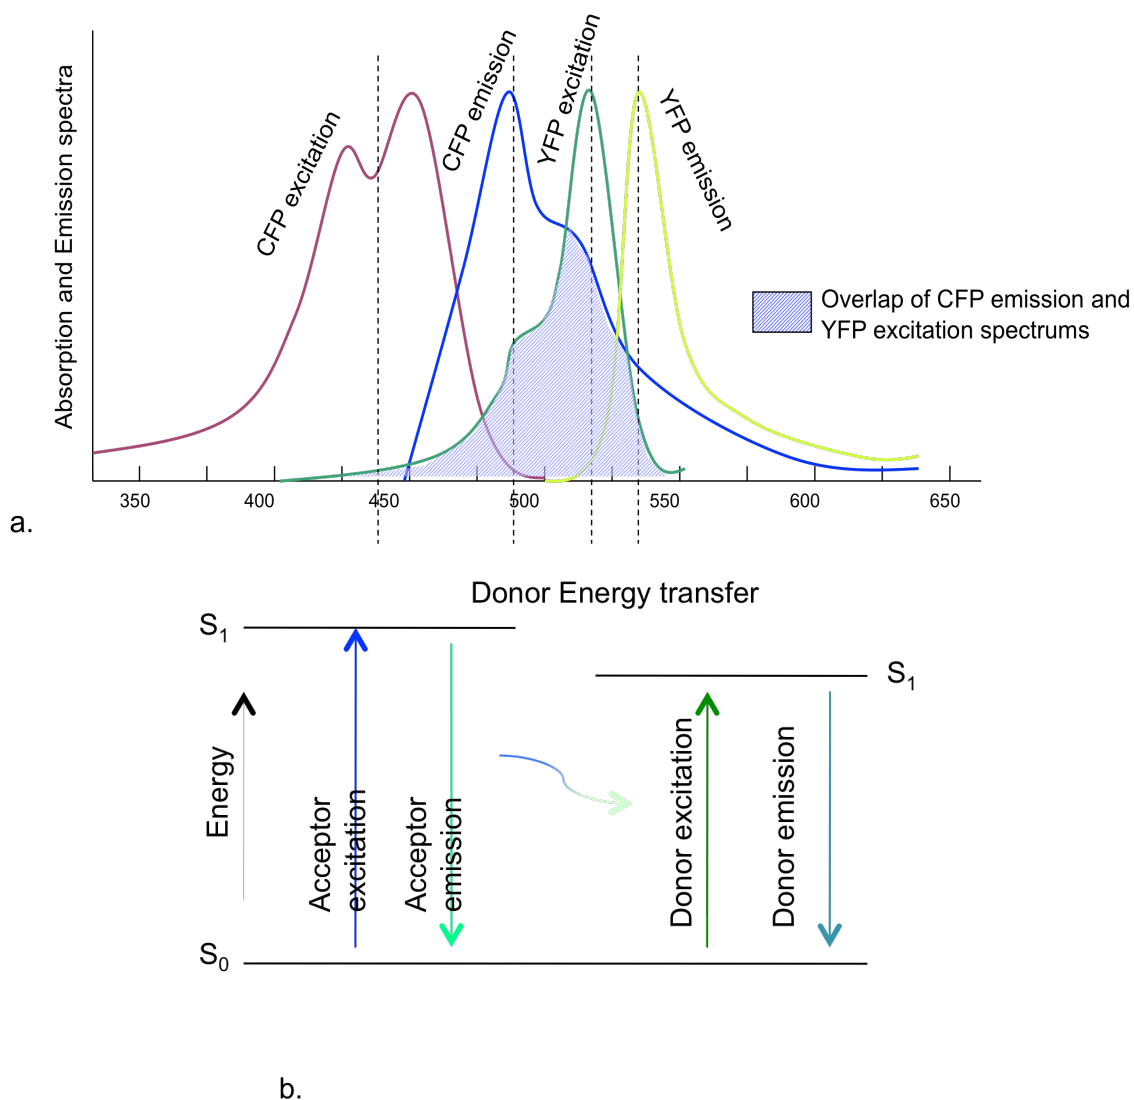 Absorption and Emission spectra
CFP excitation
CFP emission
YFP excitation
YFP emission
Overlap of CFP emission and
YFP excitation spectrums
350 400 450 500 550 600 650
a.
Donor Energy transfer
S1
S1
Energy
Acceptor
excitation
Acceptor
emission
Donor excitation
Donor emission
S0
b.